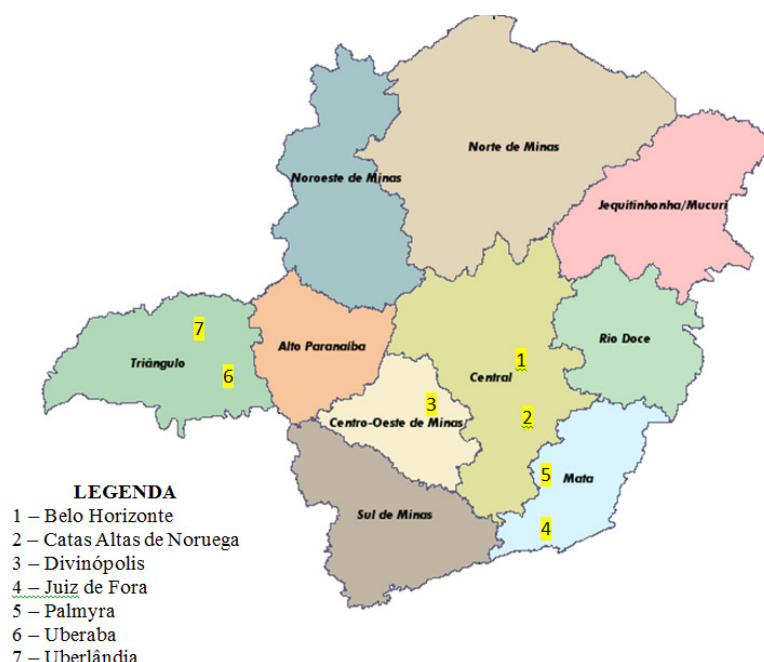 Norte de Minas
Noroeste de Minas
Jequitinhonha/Mucuri
Rio Doce
7
Alto Paranaíba
1
Triângulo
6
Central
3
2
Centro-Oeste de Minas
5
Mata
Sul de Minas
4
LEGENDA
1 – Belo Horizonte
2 – Catas Altas de Noruega
3 – Divinópolis
4 – Juiz de Fora
5 – Palmyra
6 – Uberaba
7 – Uberlândia